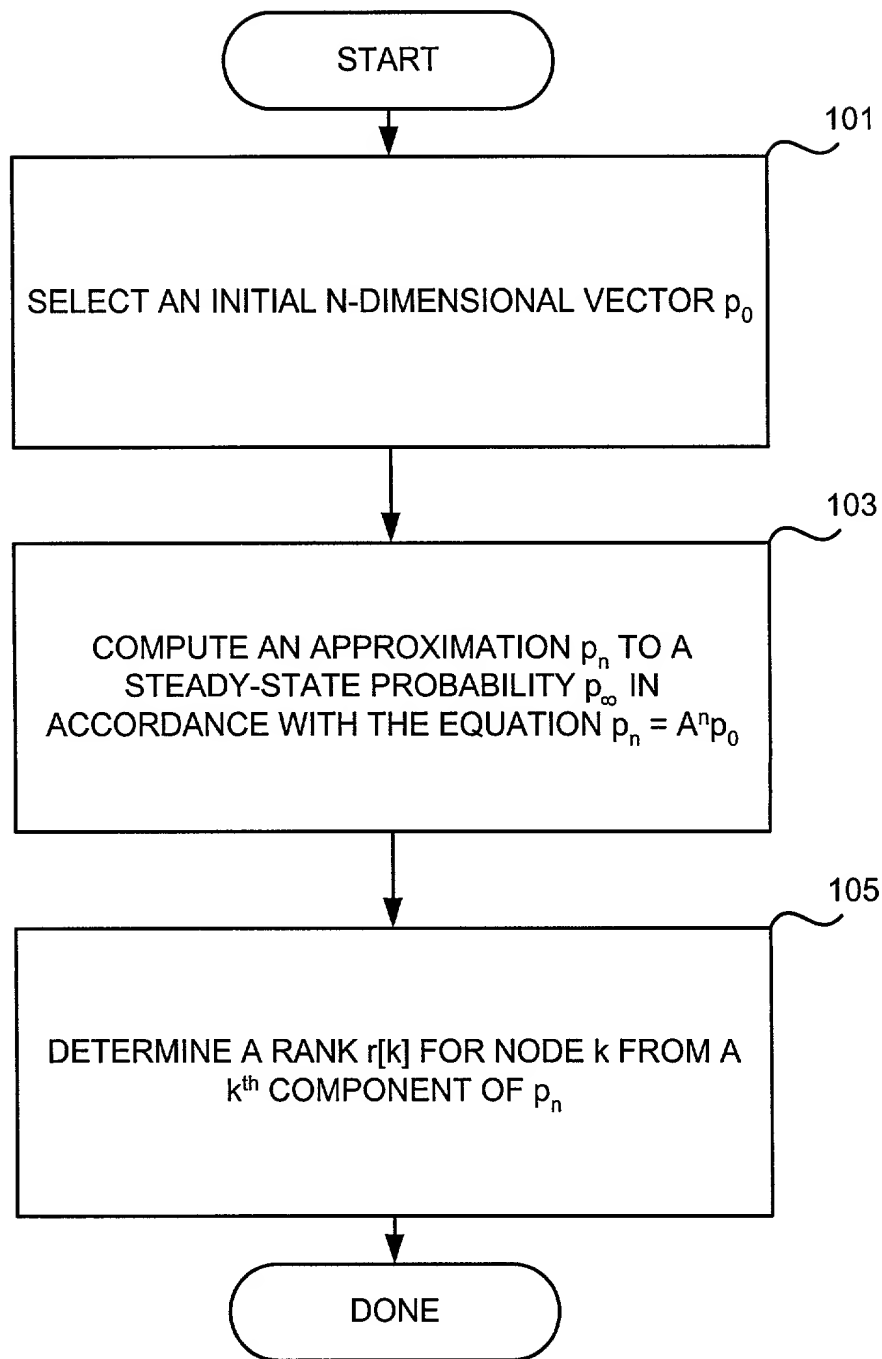 START
101
SELECT AN INITIAL N-DIMENSIONAL VECTOR p₀
103
COMPUTE AN APPROXIMATION pₙ TO A
STEADY-STATE PROBABILITY p∞ IN
ACCORDANCE WITH THE EQUATION pₙ = Aⁿp₀
105
DETERMINE A RANK r[k] FOR NODE k FROM A
kᵗʰ COMPONENT OF pₙ
DONE